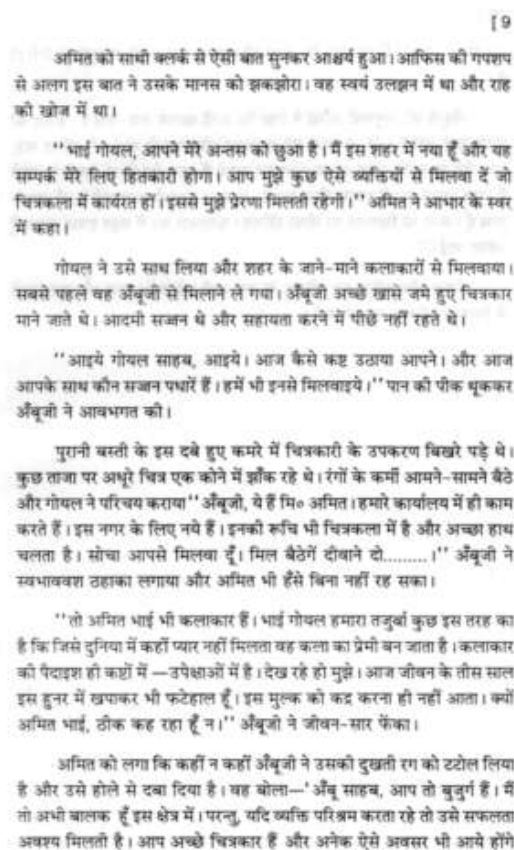 [ 9
अमित को साथी क्लर्क से ऐसी बात सुनकर आश्चर्य हुआ। आफिस की गपशप
से अलग इस बात ने उसके मानस को झकझोरा। वह स्वयं उलझन में था और राह
की खोज में था।
''भाई गोयल, आपने मेरे अन्तस को छुआ है। मैं इस शहर में नया हूँ और यह
सम्पर्क मेरे लिए हितकारी होगा। आप मुझे कुछ ऐसे व्यक्तियों से मिलवा दें जो
चित्रकला में कार्यरत हों। इससे मुझे प्रेरणा मिलती रहेगी।'' अमित ने आभार के स्वर
में कहा।
गोयल ने उसे साथ लिया और शहर के जाने-माने कलाकारों से मिलवाया।
सबसे पहले वह अँबूजी से मिलाने ले गया। अँबूजी अच्छे खासे जमे हुए चित्रकार
माने जाते थे। आदमी सज्जन थे और सहायता करने में पीछे नहीं रहते थे।
''आइये गोयल साहब, आइये। आज कैसे कष्ट उठाया आपने। और आज
आपके साथ कौन सज्जन पधारें हैं। हमें भी इनसे मिलवाइये।'' पान की पीक थूककर
अँबूजी ने आवभगत की।
पुरानी बस्ती के इस दबे हुए कमरे में चित्रकारी के उपकरण बिखरे पड़े थे।
कुछ ताजा पर अधूरे चित्र एक कोने में झाँक रहे थे। रंगों के कर्मी आमने-सामने बैठे
और गोयल ने परिचय कराया'' अँबूजी, ये हैं मि० अमित। हमारे कार्यालय में ही काम
करते हैं। इस नगर के लिए नये हैं। इनकी रूचि भी चित्रकला में है और अच्छा हाथ
चलता है। सोचा आपसे मिलवा दूँ। मिल बैठेगें दीवाने दो.........।'' अँबूजी ने
स्वभाववश ठहाका लगाया और अमित भी हँसे बिना नहीं रह सका।
''तो अमित भाई भी कलाकार हैं। भाई गोयल हमारा तजुर्बा कुछ इस तरह का
है कि जिसे दुनिया में कहीं प्यार नहीं मिलता वह कला का प्रेमी बन जाता है। कलाकार
की पैदाइश ही कष्टों में —उपेक्षाओं में है। देख रहे हो मुझे। आज जीवन के तीस साल
इस हुनर में खपाकर भी फटेहाल हूँ। इस मुल्क को कद्र करना ही नहीं आता। क्यों
अमित भाई, ठीक कह रहा हूँ न।'' अँबूजी ने जीवन-सार फेंका।
अमित को लगा कि कहीं न कहीं अँबूजी ने उसकी दुखती रग को टटोल लिया
है और उसे होले से दबा दिया है। वह बोला—'अँबू साहब, आप तो बुजुर्ग हैं। मैं
तो अभी बालक हूँ इस क्षेत्र में। परन्तु, यदि व्यक्ति परिश्रम करता रहे तो उसे सफलता
अवश्य मिलती है। आप अच्छे चित्रकार हैं और अनेक ऐसे अवसर भी आये होंगे